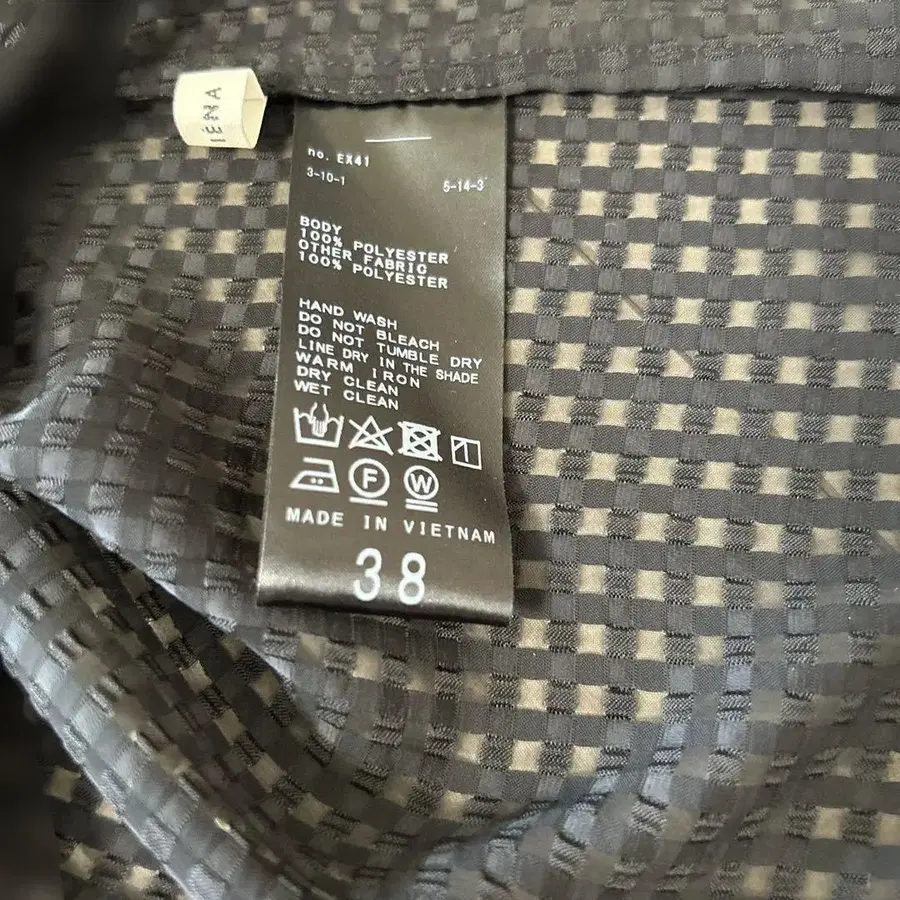 IÉNA
no. EX41
3-10-1 5-14-3
BODY
100% POLYESTER
OTHER FABRIC
100% POLYESTER
HAND WASH
DO NOT BLEACH
DO NOT TUMBLE DRY
LINE DRY IN THE SHADE
WARM IRON
DRY CLEAN
WET CLEAN
F W
MADE IN VIETNAM
38